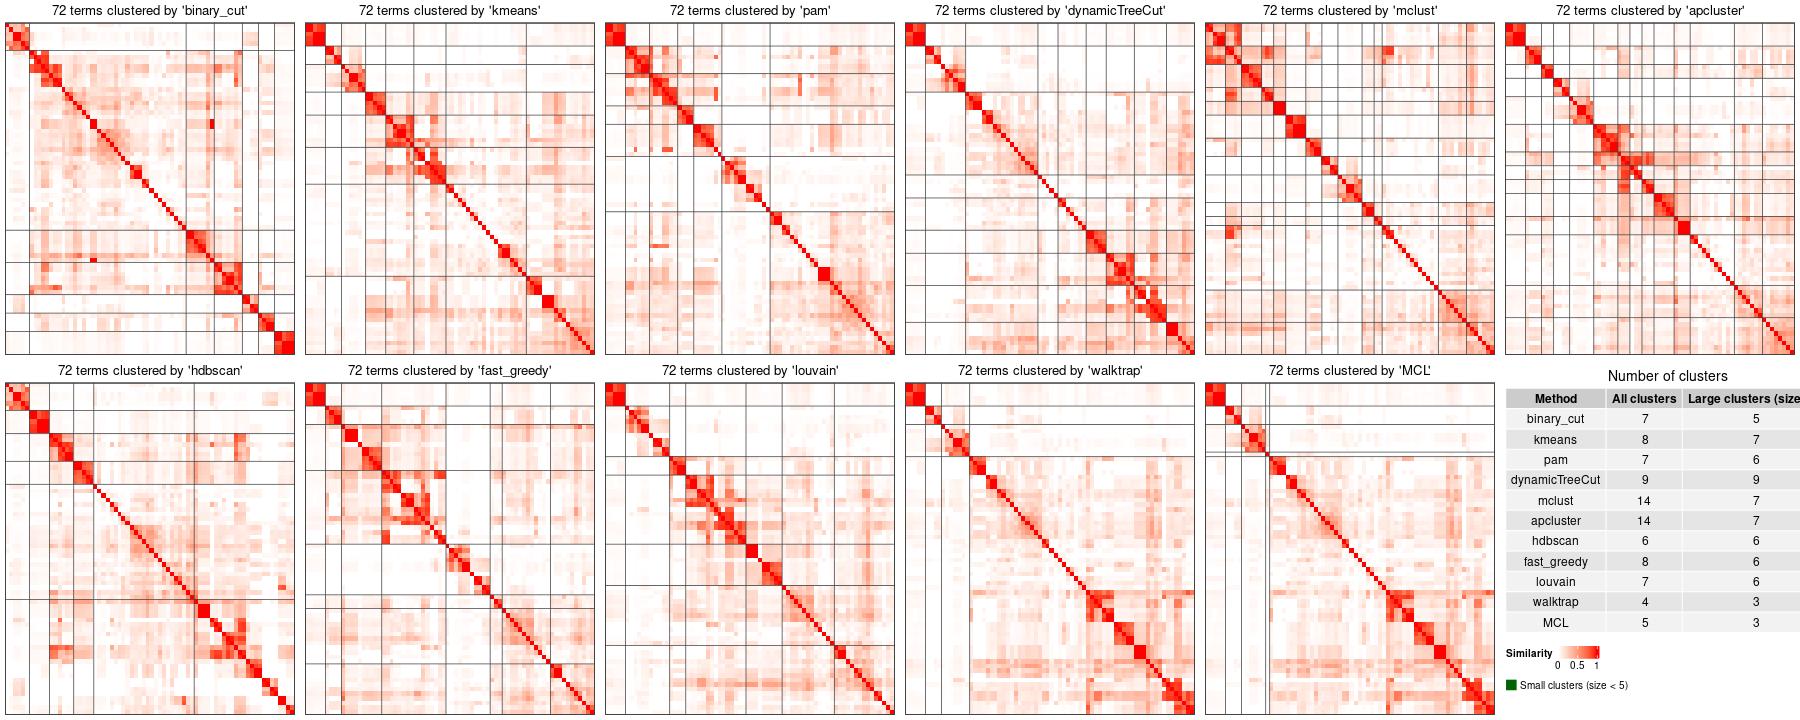 72 terms clustered by 'binary_cut'
72 terms clustered by 'kmeans'
72 terms clustered by 'pam'
72 terms clustered by 'dynamicTreeCut'
72 terms clustered by 'mclust'
72 terms clustered by 'apcluster'
72 terms clustered by 'hdbscan'
72 terms clustered by 'fast_greedy'
72 terms clustered by 'louvain'
72 terms clustered by 'walktrap'
72 terms clustered by 'MCL'
Number of clusters
Method All clusters Large clusters (size
binary_cut 7 5
kmeans 8 7
pam 7 6
dynamicTreeCut 9 9
mclust 14 7
apcluster 14 7
hdbscan 6 6
fast_greedy 8 6
louvain 7 6
walktrap 4 3
MCL 5 3
Similarity
0 0.5 1
Small clusters (size < 5)